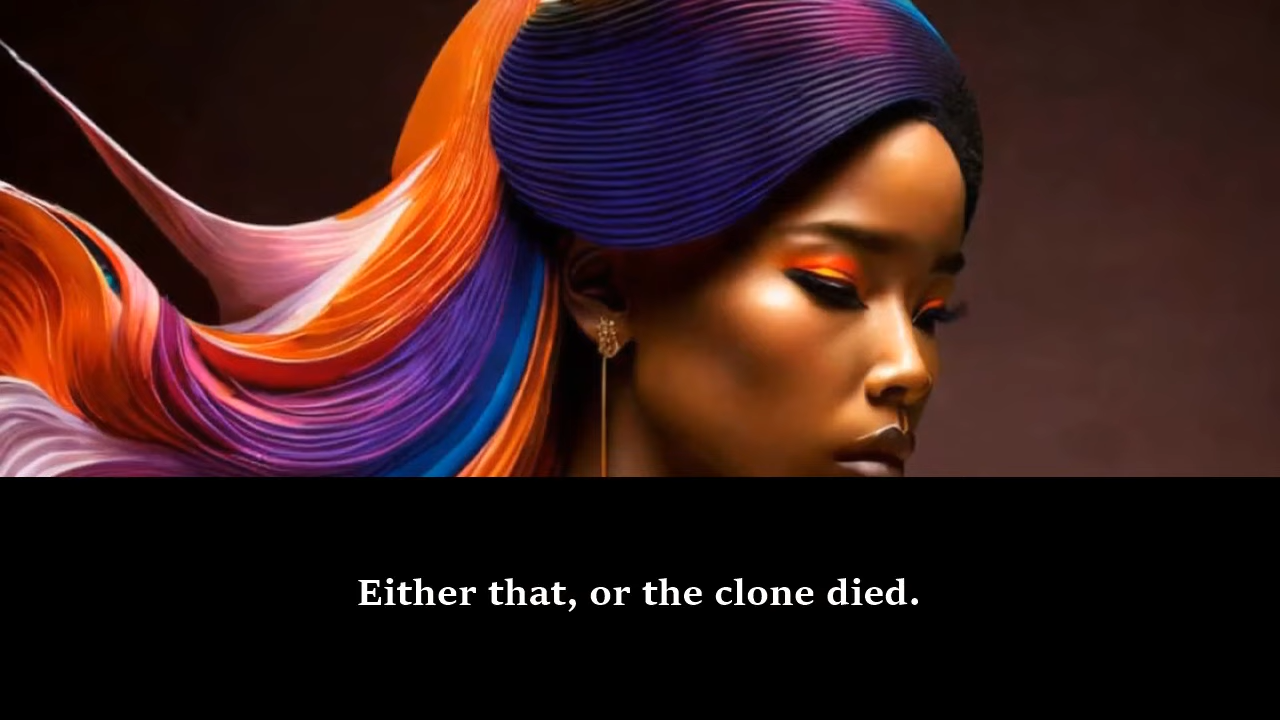 Either that, or the clone died.